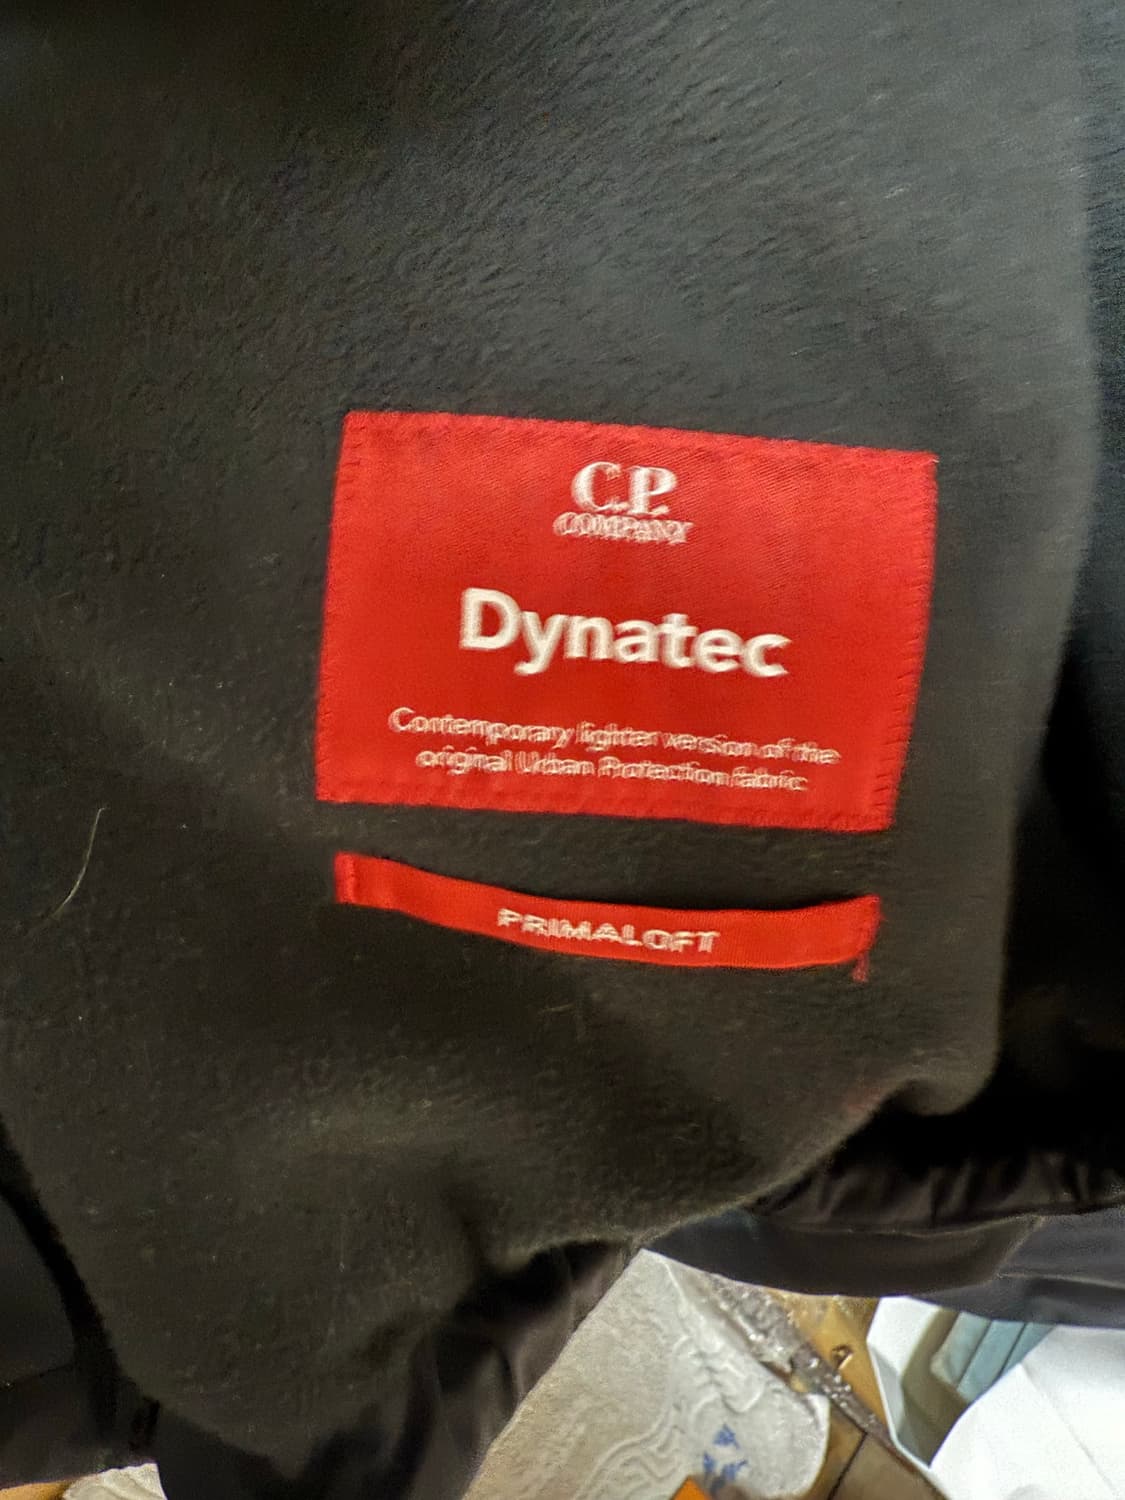 C.P.
COMPANY
Dynatec
Contemporary lighter version of the
original Urban Protection fabric
PRIMALOFT